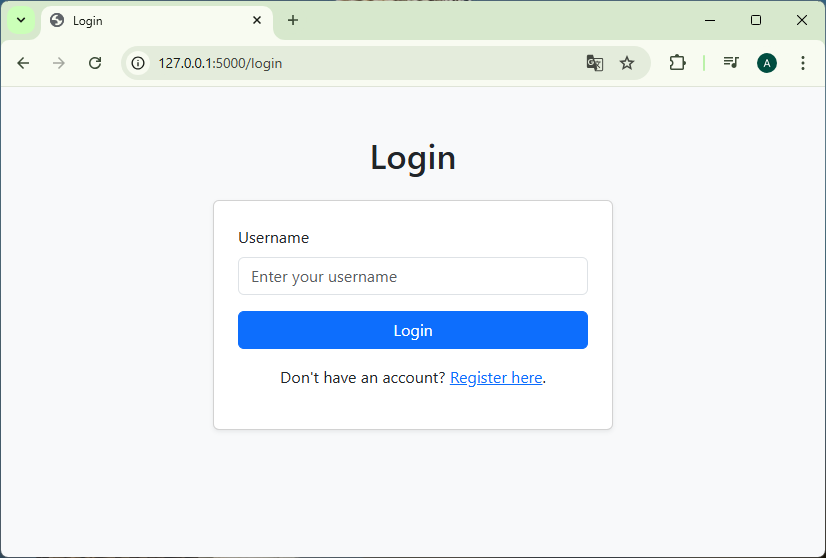 Login
127.0.0.1:5000/login
A
Login
Username
Enter your username
Login
Don't have an account? Register here.